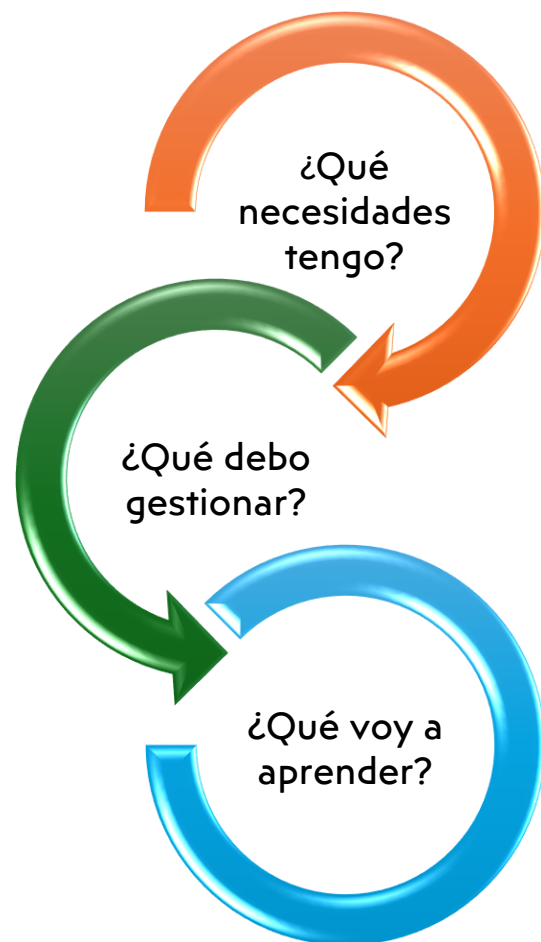 ¿Qué
necesidades
tengo?
¿Qué debo
gestionar?
¿Qué voy a
aprender?